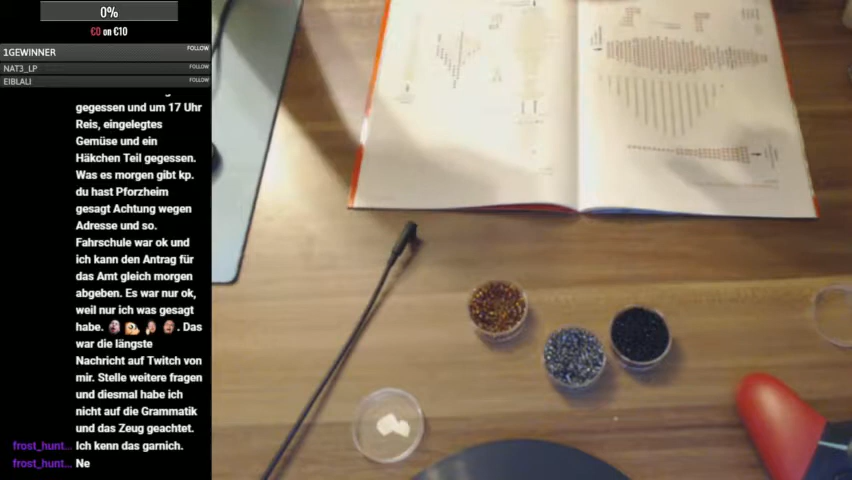 0%
€0 on €10
1GEWINNER FOLLOW
NAT3_LP FOLLOW
EIBLALI FOLLOW
gegessen und um 17 Uhr
Reis, eingelegtes
Gemüse und ein
Häkchen Teil gegessen.
Was es morgen gibt kp.
du hast Pforzheim
gesagt Achtung wegen
Adresse und so.
Fahrschule war ok und
ich kann den Antrag für
das Amt gleich morgen
abgeben. Es war nur ok,
weil nur ich was gesagt
habe. . Das
war die längste
Nachricht auf Twitch von
mir. Stelle weitere fragen
und diesmal habe ich
nicht auf die Grammatik
und das Zeug geachtet.
frost_hunt... Ich kenn das garnich.
frost_hunt... Ne